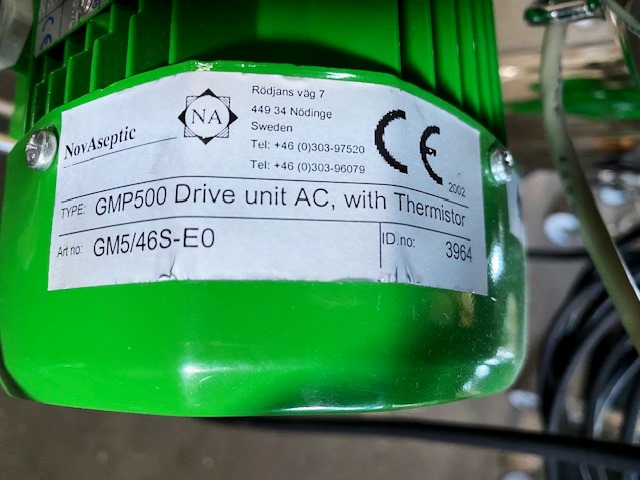 NovAseptic
NA
Rödjans väg 7
449 34 Nödinge
Sweden
Tel: +46 (0)303-97520
Tel: +46 (0)303-96079
CE
2002
TYPE: GMP500 Drive unit AC, with Thermistor
Art no: GM5/46S-E0
ID.no: 3964